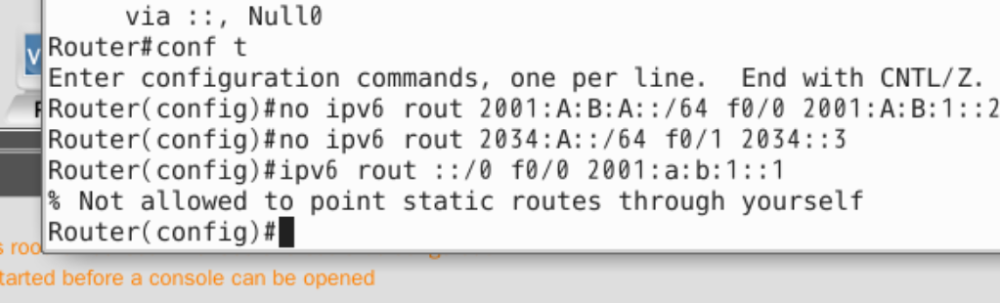 via ::, Null0
Router#conf t
Enter configuration commands, one per line.  End with CNTL/Z.
Router(config)#no ipv6 rout 2001:A:B:A::/64 f0/0 2001:A:B:1::2
Router(config)#no ipv6 rout 2034:A::/64 f0/1 2034::3
Router(config)#ipv6 rout ::/0 f0/0 2001:a:b:1::1
% Not allowed to point static routes through yourself
Router(config)#
tarted before a console can be opened